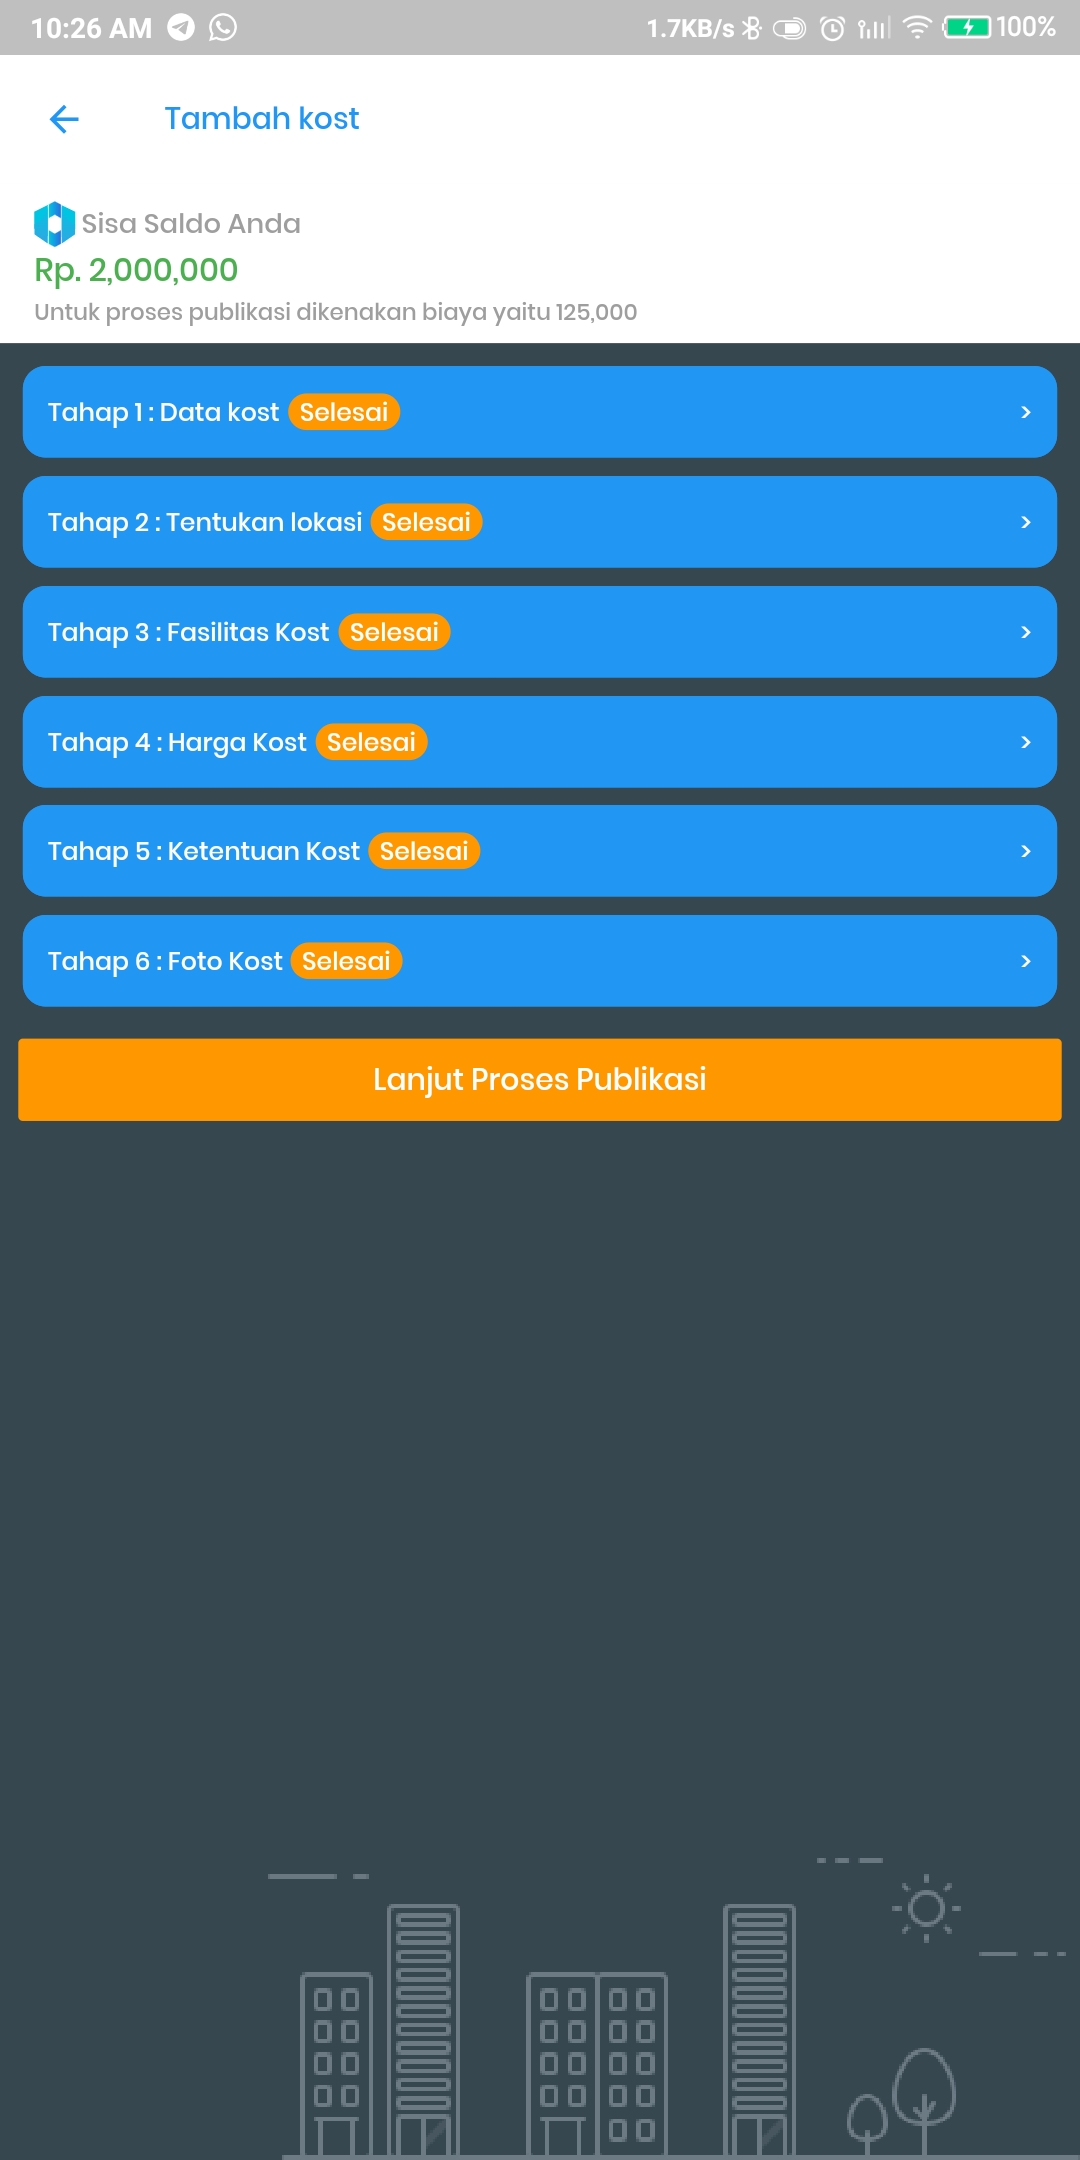 10:26 AM 1.7KB/s 100%
Tambah kost
Sisa Saldo Anda
Rp. 2,000,000
Untuk proses publikasi dikenakan biaya yaitu 125,000
Tahap 1 : Data kost Selesai >
Tahap 2 : Tentukan lokasi Selesai >
Tahap 3 : Fasilitas Kost Selesai >
Tahap 4 : Harga Kost Selesai >
Tahap 5 : Ketentuan Kost Selesai >
Tahap 6 : Foto Kost Selesai >
Lanjut Proses Publikasi